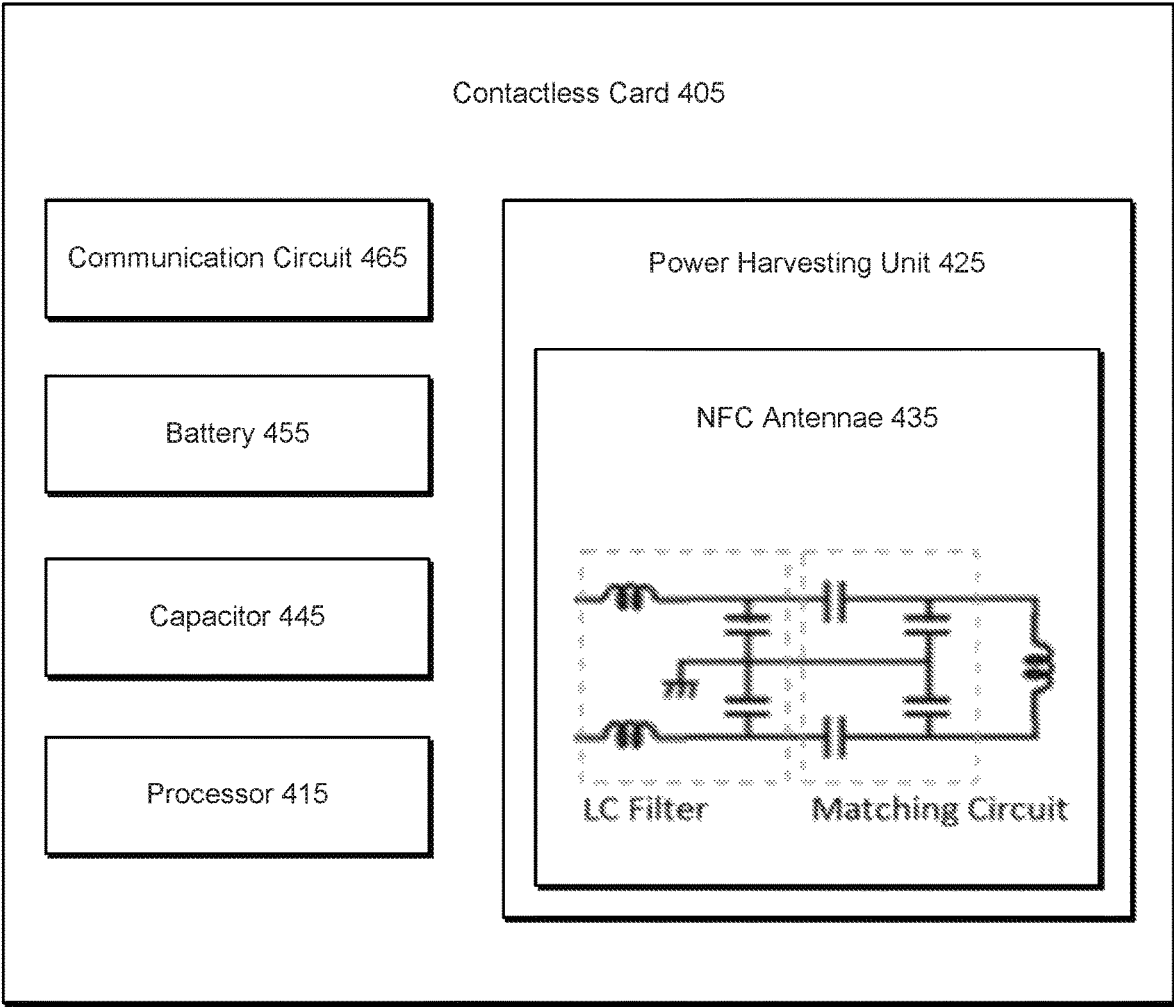 Contactless Card 405
Communication Circuit 465
Battery 455
Capacitor 445
Processor 415
Power Harvesting Unit 425
NFC Antennae 435
LC Filter
Matching Circuit